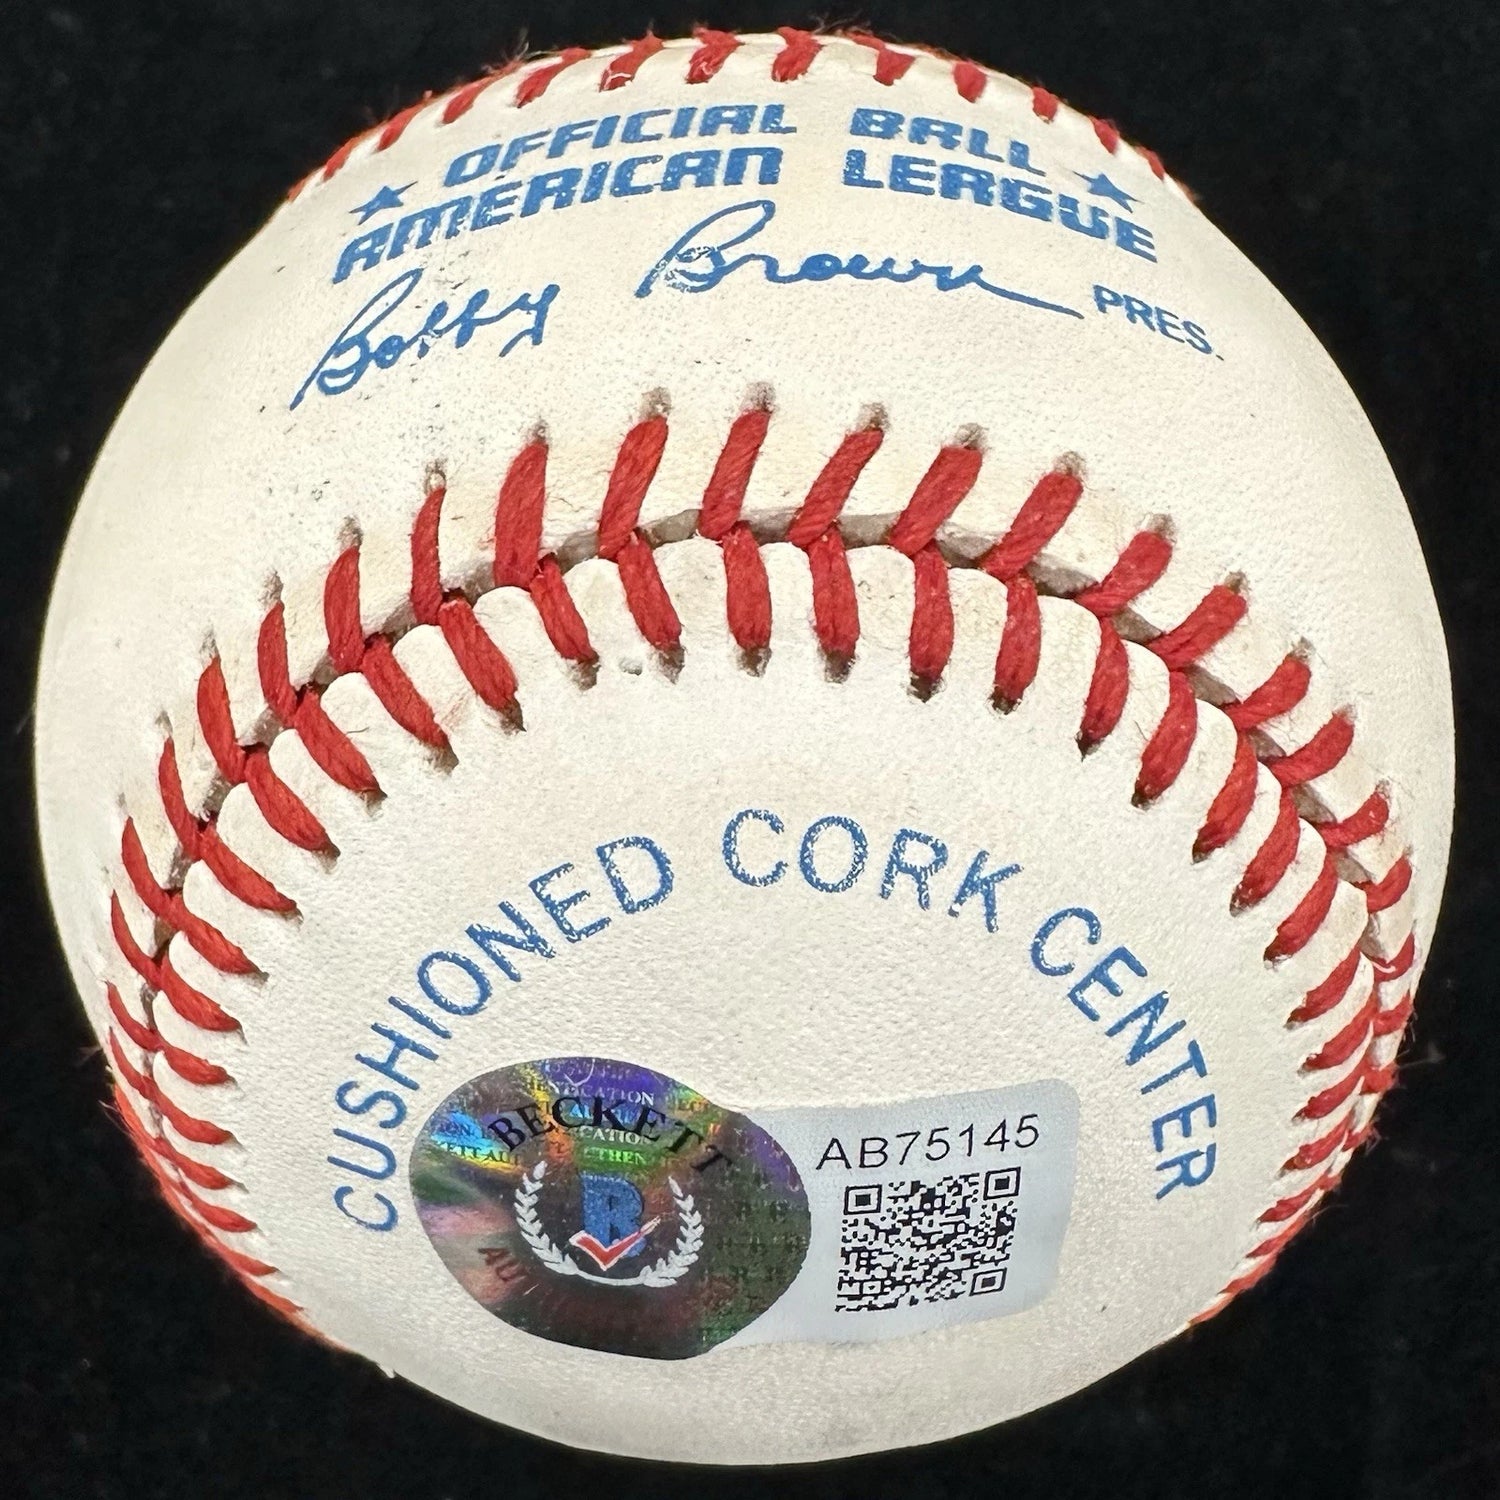 OFFICIAL BALL
AMERICAN LEAGUE
Bobby Brown PRES.
CUSHIONED CORK CENTER
BECKETT
AB75145